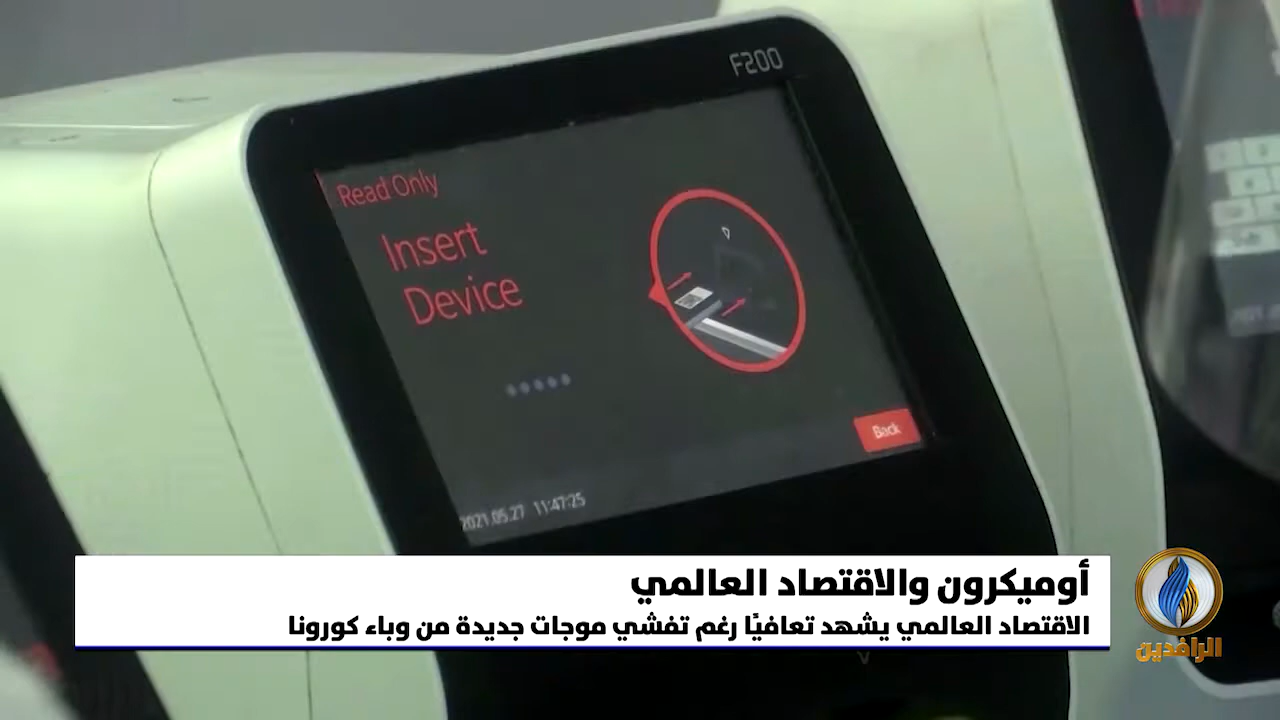 F200
Read Only
Insert
Device
Back
2021.05.27 11:47:25
أوميكرون والاقتصاد العالمي
الاقتصاد العالمي يشهد تعافيًا رغم تفشي موجات جديدة من وباء كورونا
الرافدين